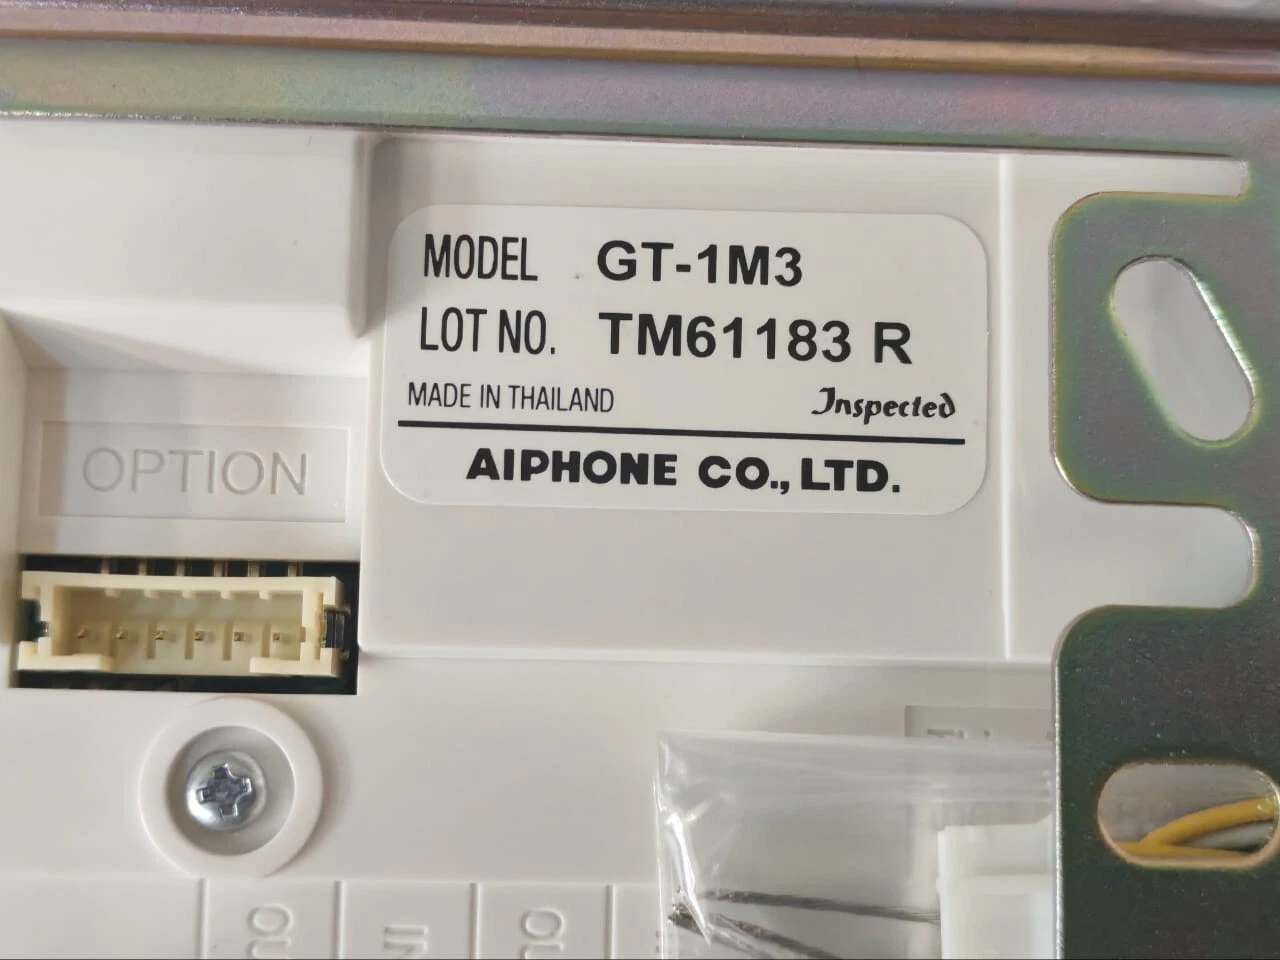 MODEL GT-1M3
LOT NO. TM61183 R
MADE IN THAILAND Inspected
AIPHONE CO., LTD.
OPTION